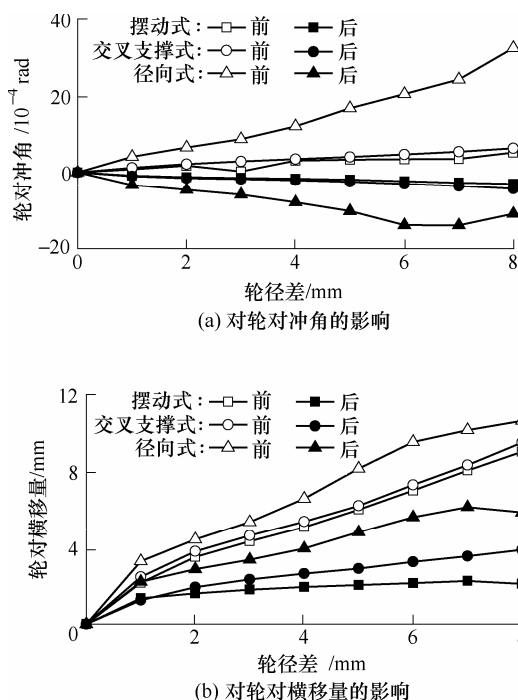 40
20
0
−20
轮对冲角 /10⁻⁴ rad
摆动式：前 后
交叉支撑式：前 后
径向式：前 后
0 2 4 6 8
轮径差/mm
(a) 对轮对冲角的影响
12
8
4
0
轮对横移量/mm
摆动式：前 后
交叉支撑式：前 后
径向式：前 后
2 4 6
轮径差 /mm
(b) 对轮对横移量的影响